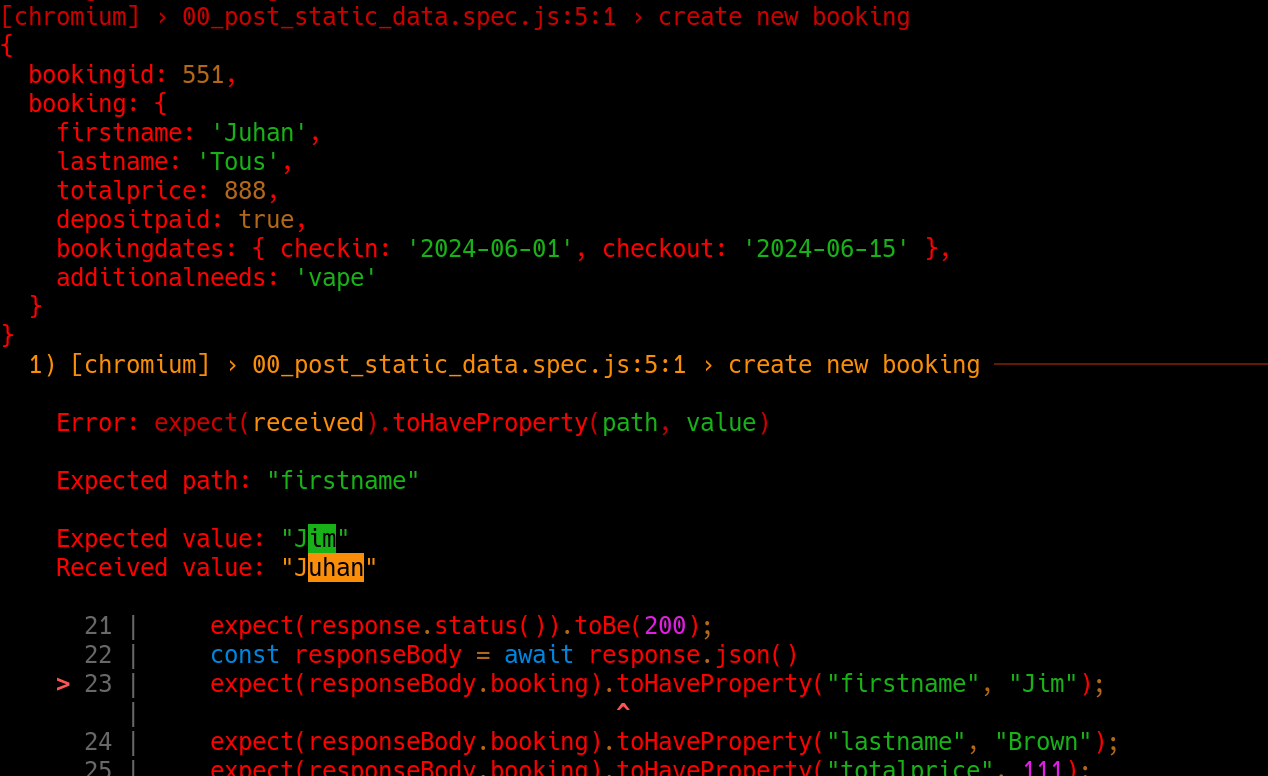 [chromium] › 00_post_static_data.spec.js:5:1 › create new booking
{
  bookingid: 551,
  booking: {
    firstname: 'Juhan',
    lastname: 'Tous',
    totalprice: 888,
    depositpaid: true,
    bookingdates: { checkin: '2024-06-01', checkout: '2024-06-15' },
    additionalneeds: 'vape'
  }
}
  1) [chromium] › 00_post_static_data.spec.js:5:1 › create new booking
    Error: expect(received).toHaveProperty(path, value)
    Expected path: "firstname"
    Expected value: "Jim"
    Received value: "Juhan"
      21 |     expect(response.status()).toBe(200);
      22 |     const responseBody = await response.json()
    > 23 |     expect(responseBody.booking).toHaveProperty("firstname", "Jim");
         |                                  ^
      24 |     expect(responseBody.booking).toHaveProperty("lastname", "Brown");
      25 |     expect(responseBody.booking).toHaveProperty("totalprice", 111);